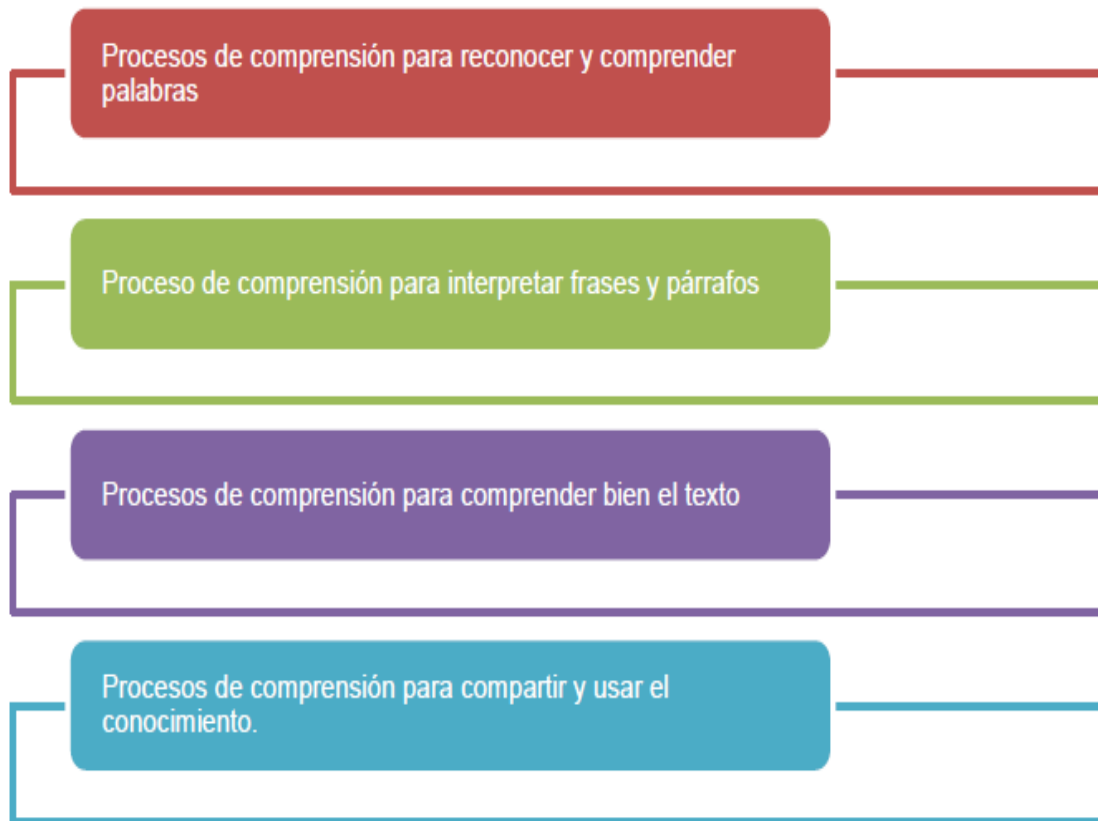 Procesos de comprensión para reconocer y comprender
palabras
Proceso de comprensión para interpretar frases y párrafos
Procesos de comprensión para comprender bien el texto
Procesos de comprensión para compartir y usar el
conocimiento.